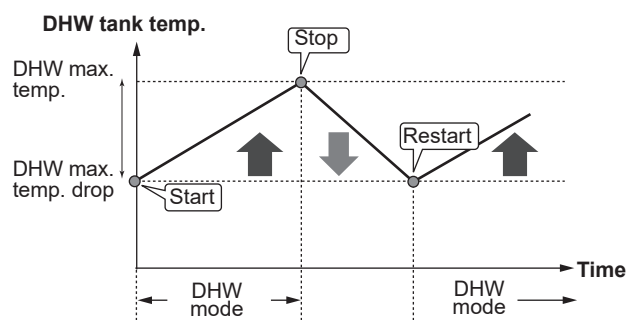 DHW tank temp.
Stop
DHW max.
temp.
Restart
DHW max.
temp. drop
Start
Time
DHW
mode
DHW
mode